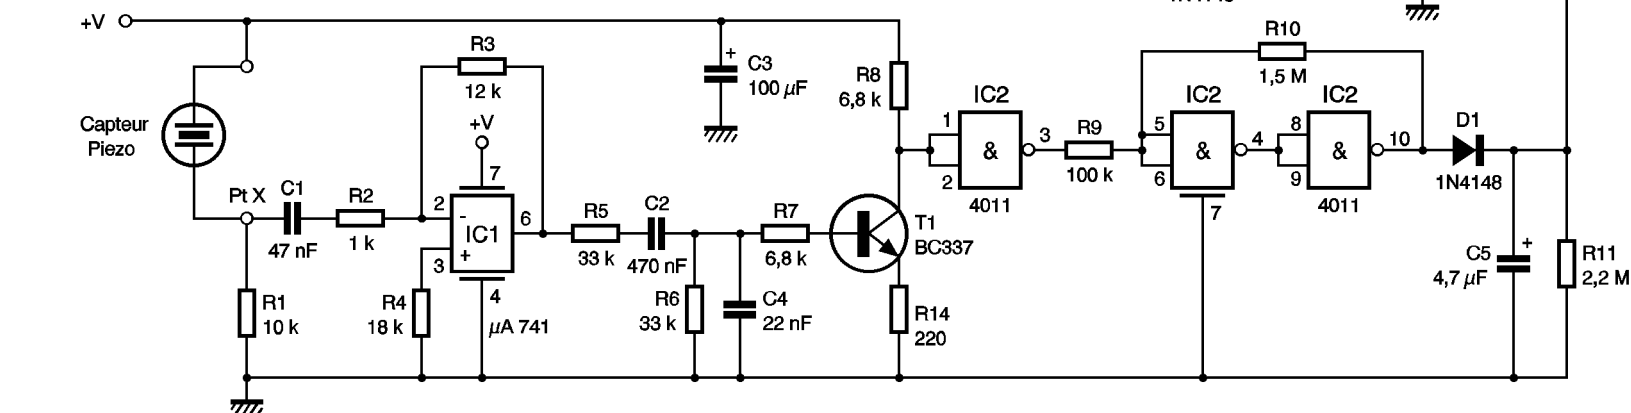 +V
Capteur
Piezo
Pt X
C1
47 nF
R1
10 k
R2
1 k
R3
12 k
+V
7
2
-
IC1
6
+
3
4
µA 741
R4
18 k
R5
33 k
C2
470 nF
R6
33 k
C4
22 nF
C3
+
100 µF
R7
6,8 k
R8
6,8 k
T1
BC337
R14
220
IC2
1
&
3
2
4011
R9
100 k
R10
1,5 M
IC2
5
&
4
6
7
IC2
8
&
10
9
4011
D1
1N4148
C5
+
4,7 µF
R11
2,2 M